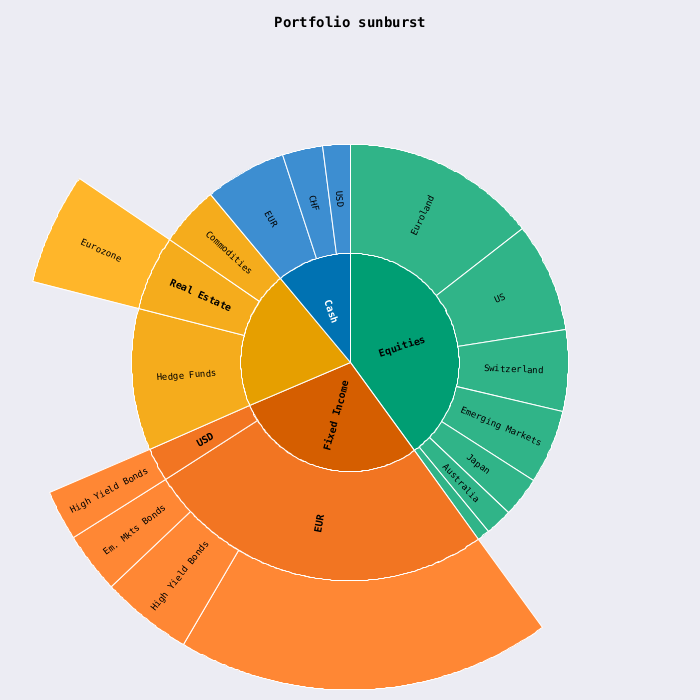 Portfolio sunburst
Euroland
US
Switzerland
Emerging Markets
Japan
Australia
Equities
Cash
USD
CHF
EUR
Commodities
Real Estate
Eurozone
Hedge Funds
Fixed Income
USD
High Yield Bonds
EUR
Em. Mkts Bonds
High Yield Bonds